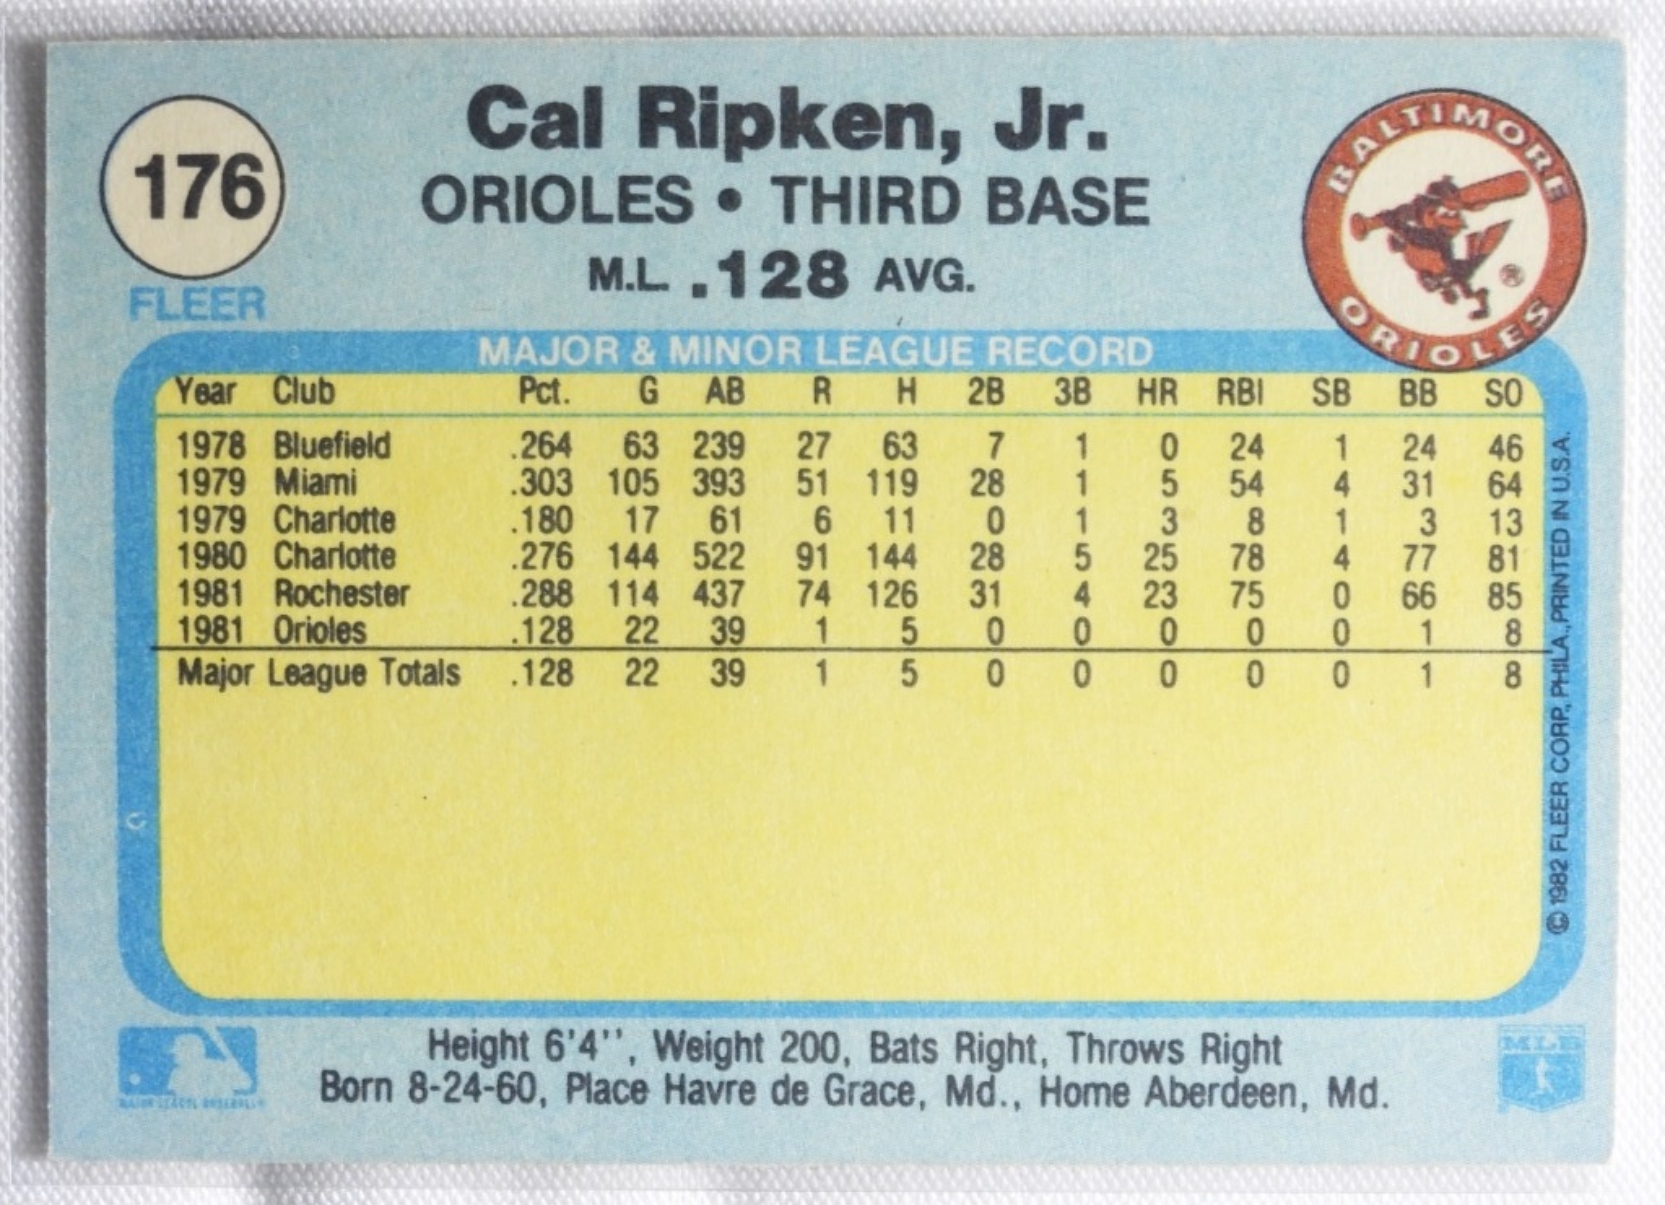 176
FLEER
Cal Ripken, Jr.
ORIOLES • THIRD BASE
M.L. .128 AVG.
BALTIMORE
ORIOLES
®
MAJOR & MINOR LEAGUE RECORD
Year Club Pct. G AB R H 2B 3B HR RBI SB BB SO
1978 Bluefield .264 63 239 27 63 7 1 0 24 1 24 46
1979 Miami .303 105 393 51 119 28 1 5 54 4 31 64
1979 Charlotte .180 17 61 6 11 0 1 3 8 1 3 13
1980 Charlotte .276 144 522 91 144 28 5 25 78 4 77 81
1981 Rochester .288 114 437 74 126 31 4 23 75 0 66 85
1981 Orioles .128 22 39 1 5 0 0 0 0 0 1 8
Major League Totals .128 22 39 1 5 0 0 0 0 0 1 8
© 1982 FLEER CORP., PHILA., PRINTED IN U.S.A.
Height 6'4'', Weight 200, Bats Right, Throws Right
Born 8-24-60, Place Havre de Grace, Md., Home Aberdeen, Md.
MAJOR LEAGUE BASEBALL
MLB